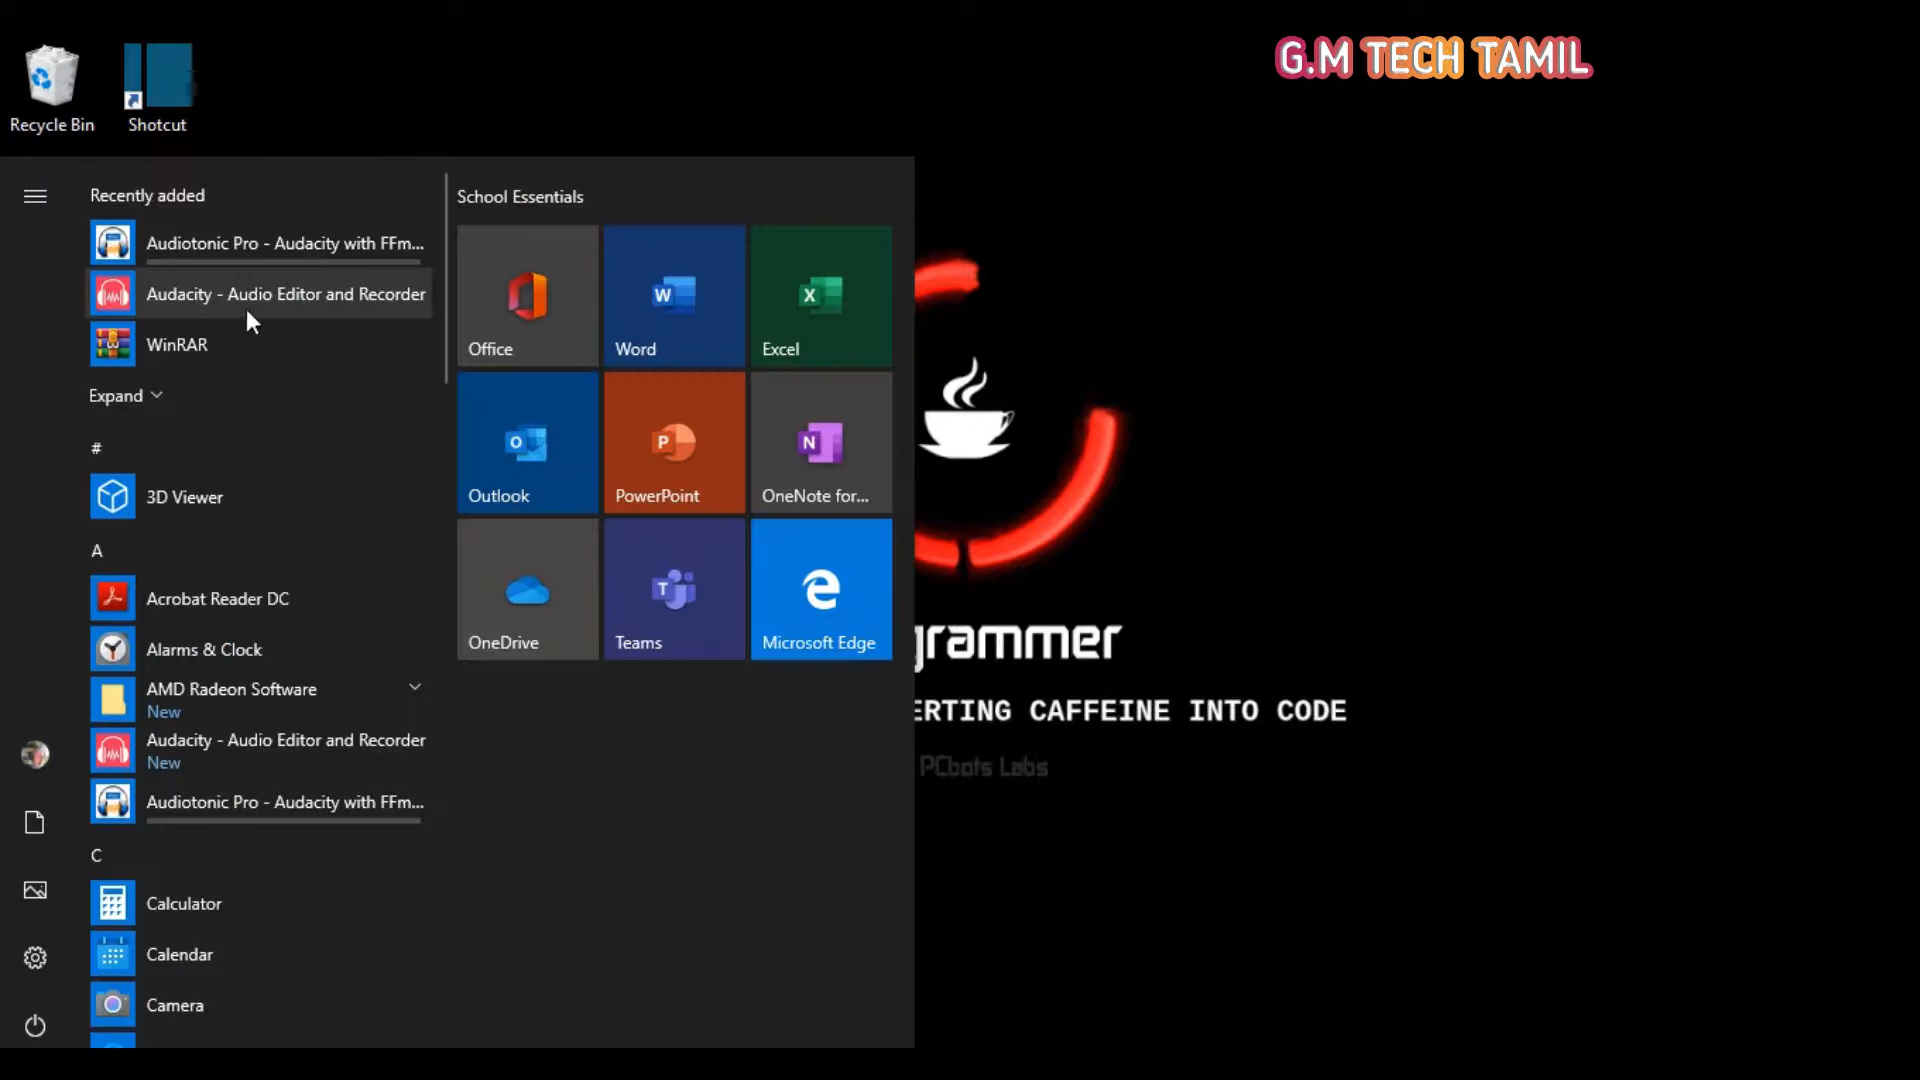 G.M TECH TAMIL
Recycle Bin
Shotcut
Recently added
Audiotonic Pro - Audacity with FFm...
Audacity - Audio Editor and Recorder
WinRAR
Expand
#
3D Viewer
A
Acrobat Reader DC
Alarms & Clock
AMD Radeon Software
New
Audacity - Audio Editor and Recorder
New
Audiotonic Pro - Audacity with FFm...
C
Calculator
Calendar
Camera
School Essentials
Office
Word
Excel
Outlook
PowerPoint
OneNote for...
OneDrive
Teams
Microsoft Edge
grammer
ERTING CAFFEINE INTO CODE
PCbots Labs